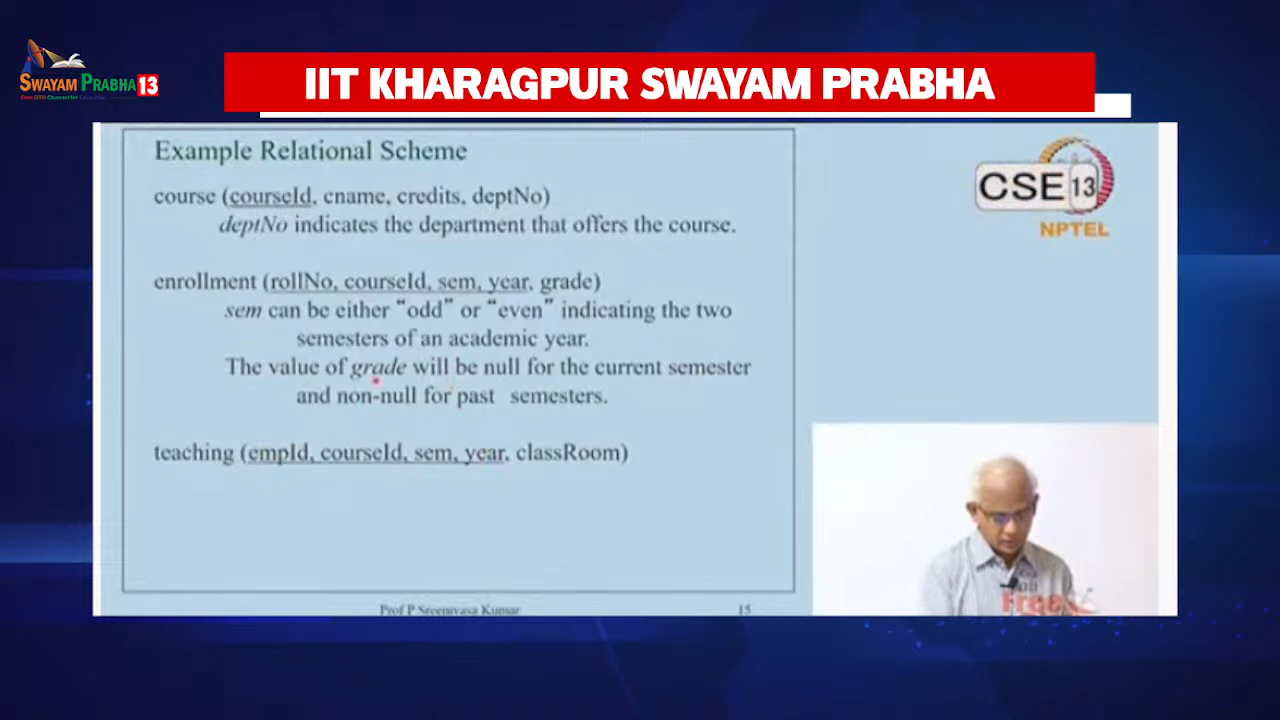 SWAYAM PRABHA 13
IIT KHARAGPUR SWAYAM PRABHA
Example Relational Scheme
course (courseId, cname, credits, deptNo)
deptNo indicates the department that offers the course.
enrollment (rollNo, courseId, sem, year, grade)
sem can be either “odd” or “even” indicating the two
semesters of an academic year.
The value of grade will be null for the current semester
and non-null for past semesters.
teaching (empId, courseId, sem, year, classRoom)
Prof P Sreenivasa Kumar
15
CSE 13
NPTEL
Free